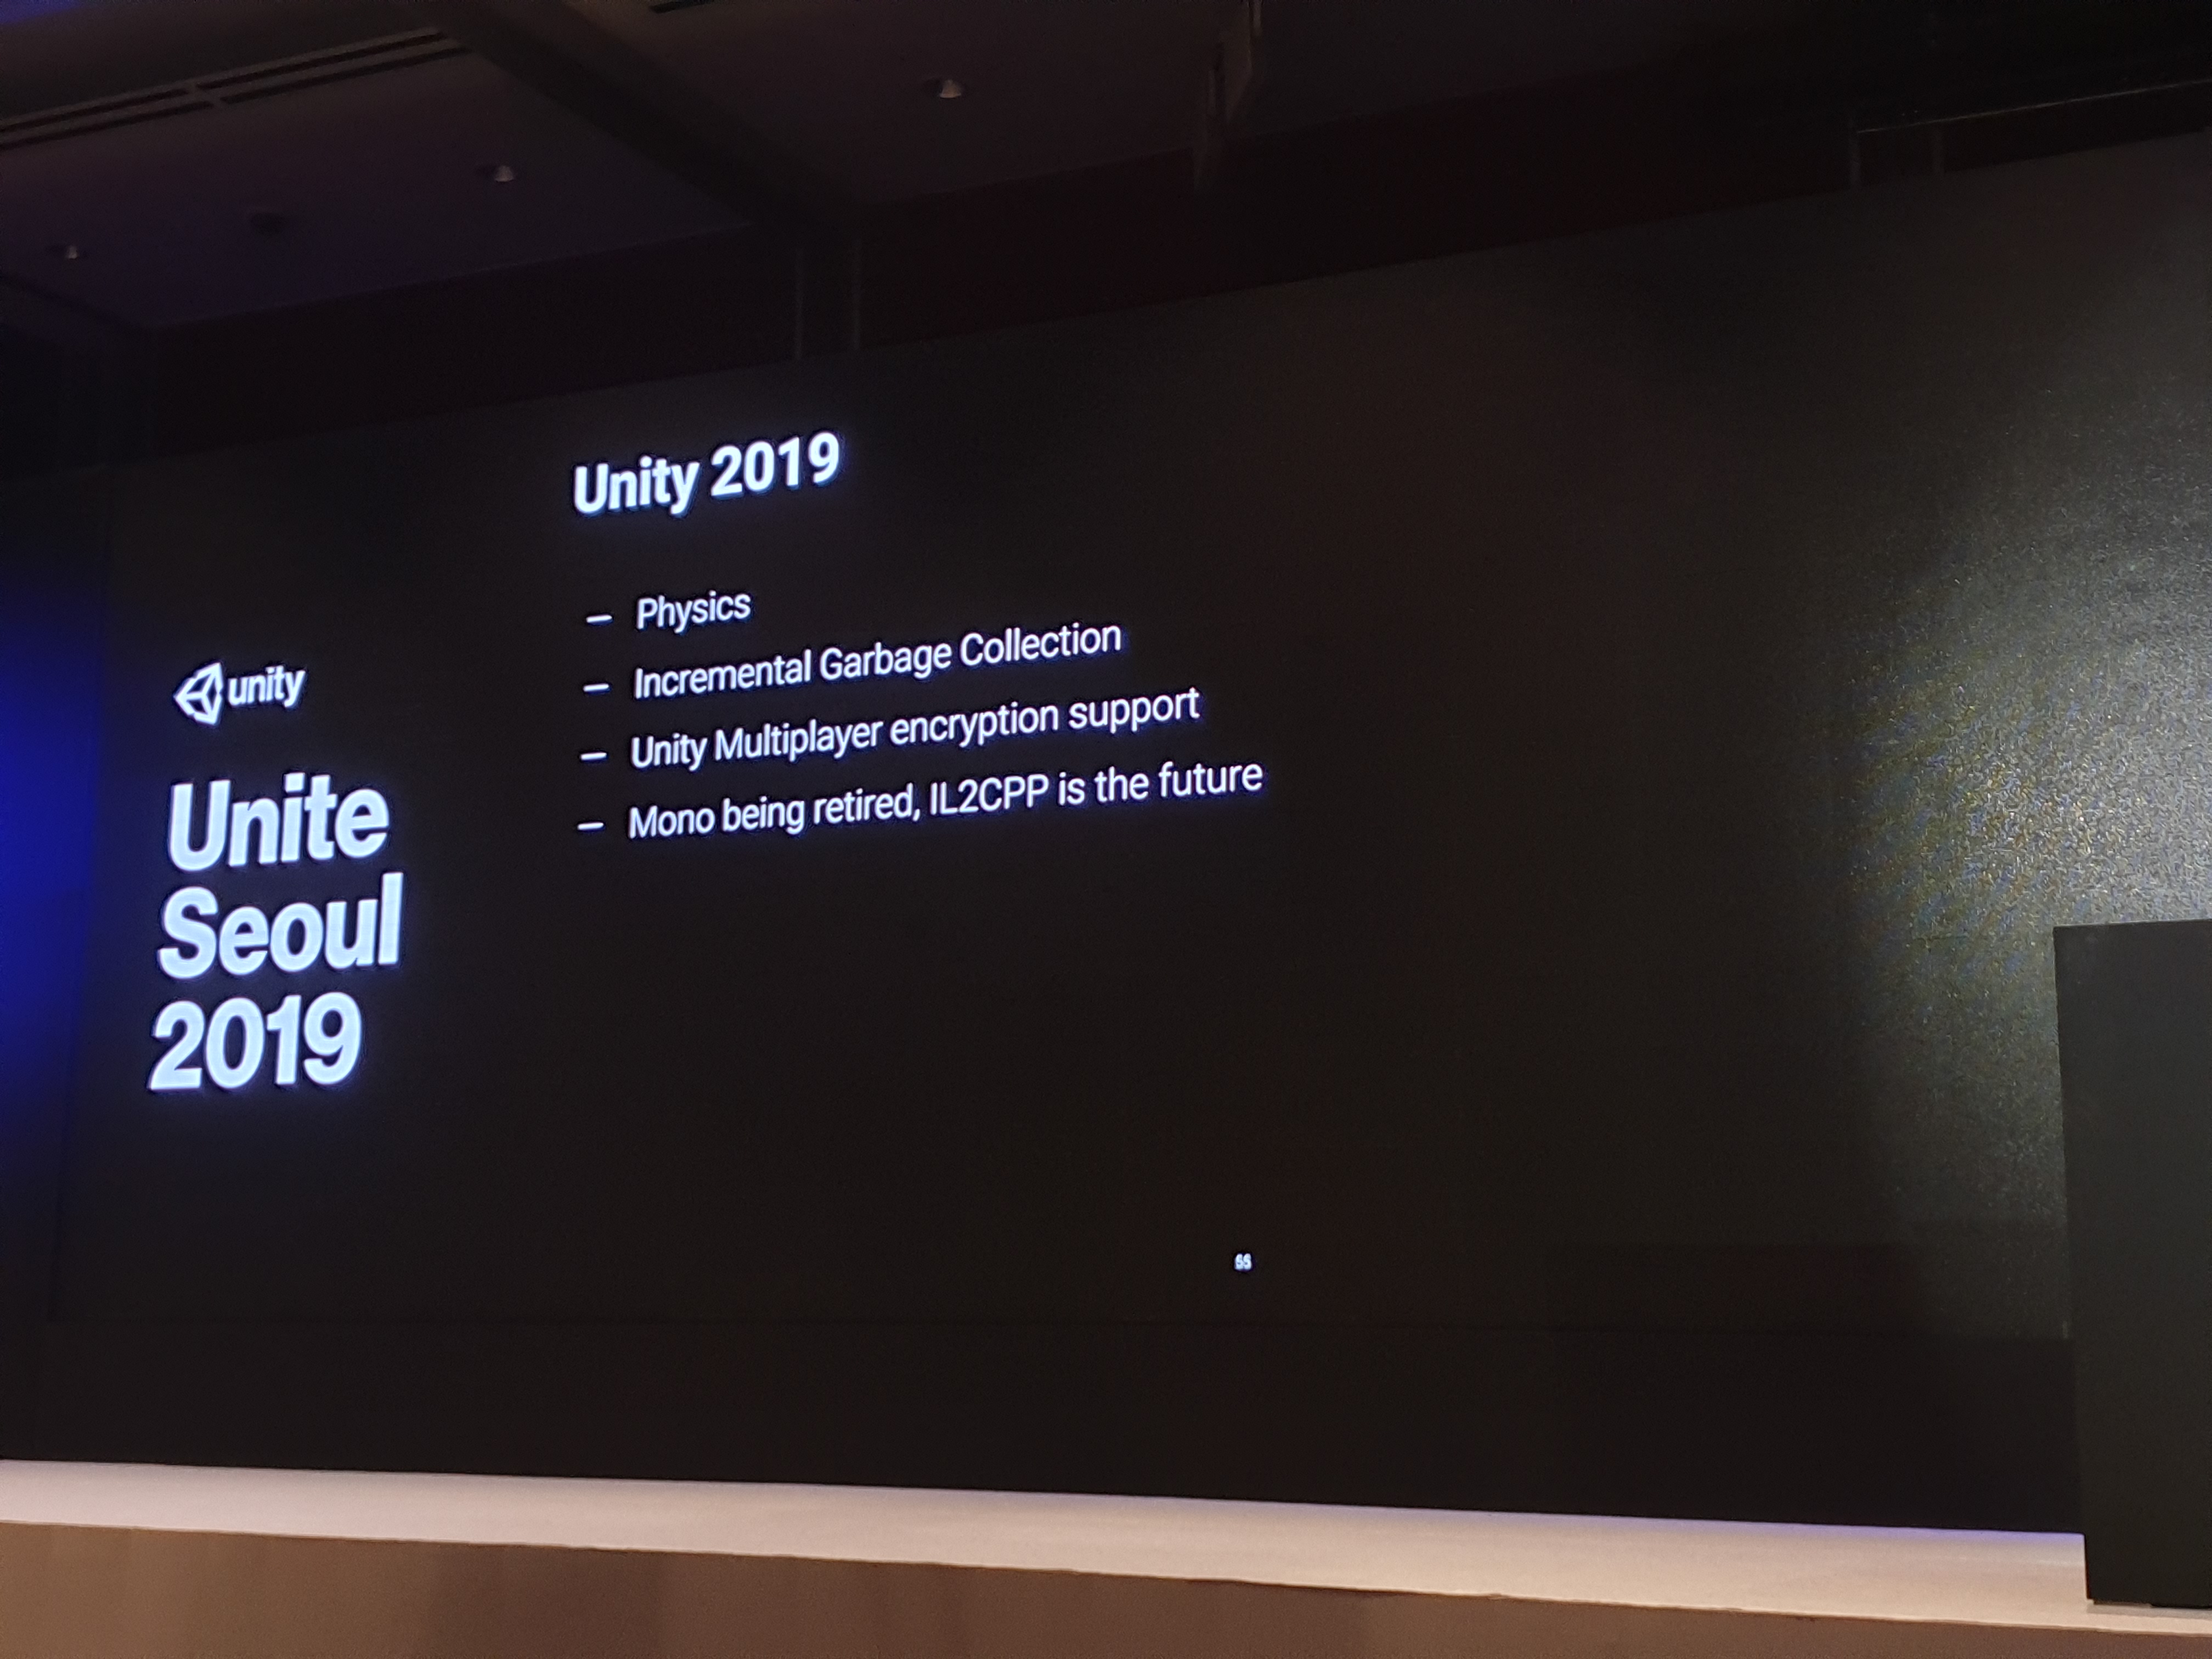 unity
Unite
Seoul
2019
Unity 2019
– Physics
– Incremental Garbage Collection
– Unity Multiplayer encryption support
– Mono being retired, IL2CPP is the future